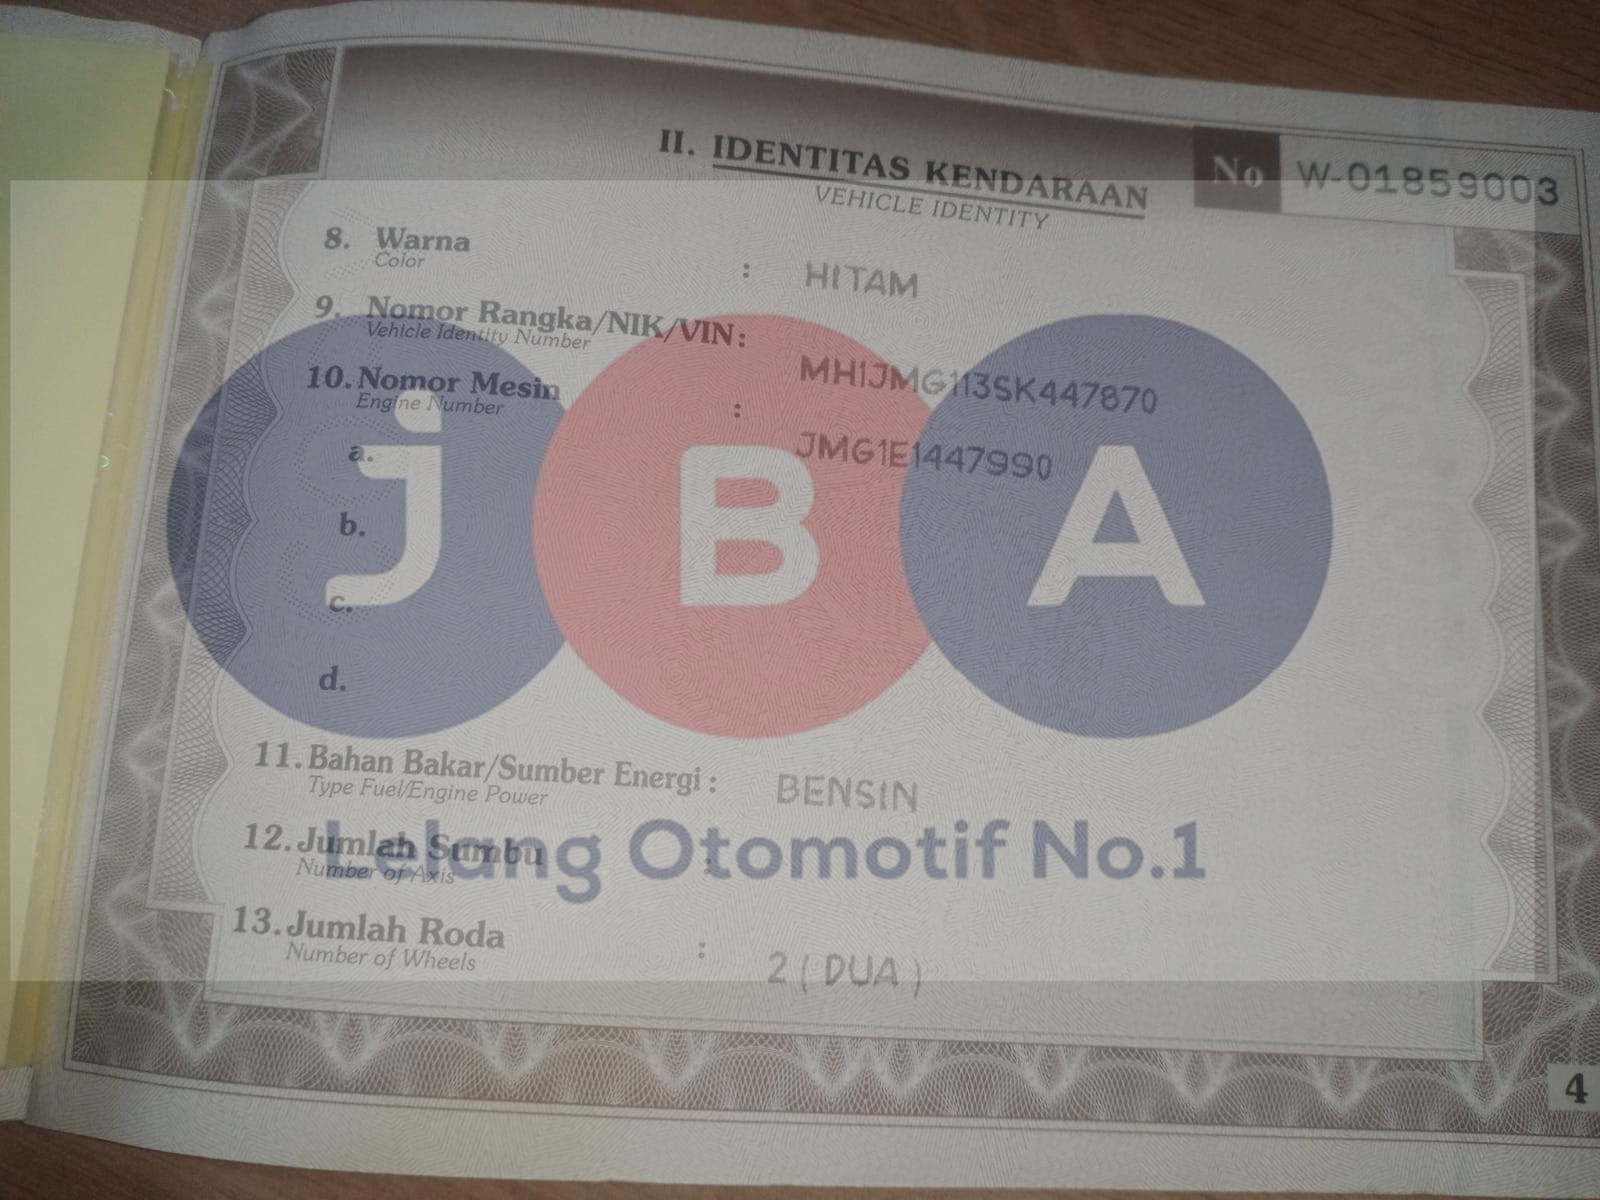 II. IDENTITAS KENDARAAN
VEHICLE IDENTITY
No W-01859003
8. Warna : HITAM
Color
9. Nomor Rangka/NIK/VIN: MH1JMG113SK447870
Vehicle Identity Number
10. Nomor Mesin : JMG1E1447990
Engine Number
a.
b.
c.
d.
11. Bahan Bakar/Sumber Energi : BENSIN
Type Fuel/Engine Power
12. Jumlah Sumbu :
Number of Axis
13. Jumlah Roda : 2 ( DUA )
Number of Wheels
4
j B A
Lelang Otomotif No.1